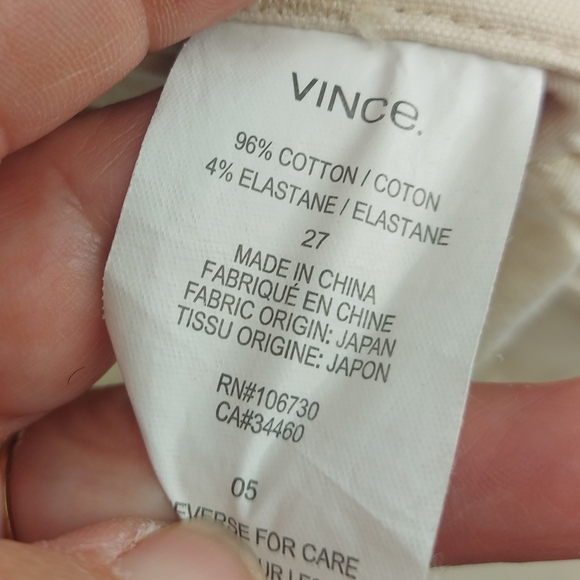 VINCe.
96% COTTON / COTON
4% ELASTANE / ELASTANE
27
MADE IN CHINA
FABRIQUÉ EN CHINE
FABRIC ORIGIN: JAPAN
TISSU ORIGINE: JAPON
RN#106730
CA#34460
05
FOR CARE